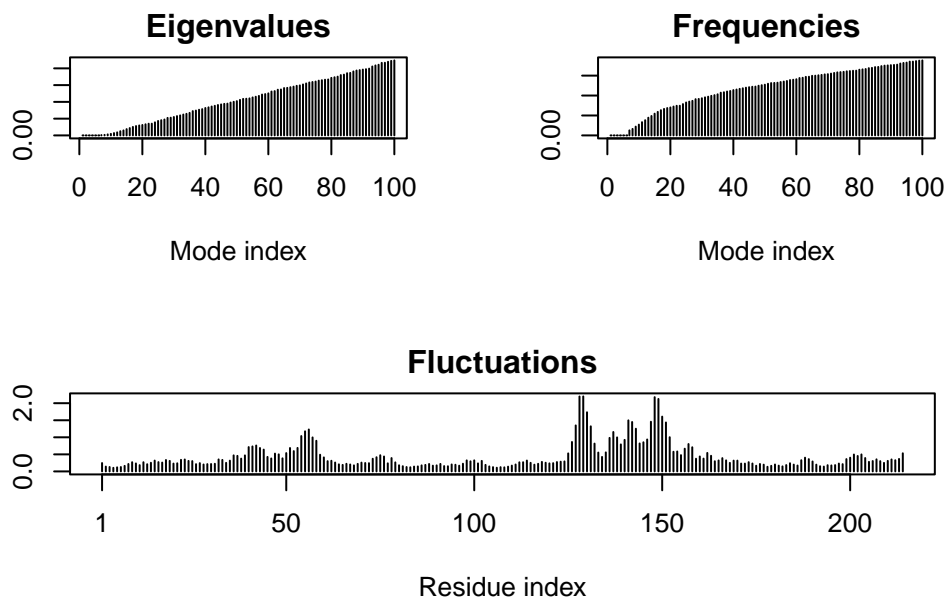 Eigenvalues
0.00
0 20 40 60 80 100
Mode index
Frequencies
0.00
0 20 40 60 80 100
Mode index
Fluctuations
2.0
0.0
1 50 100 150 200
Residue index